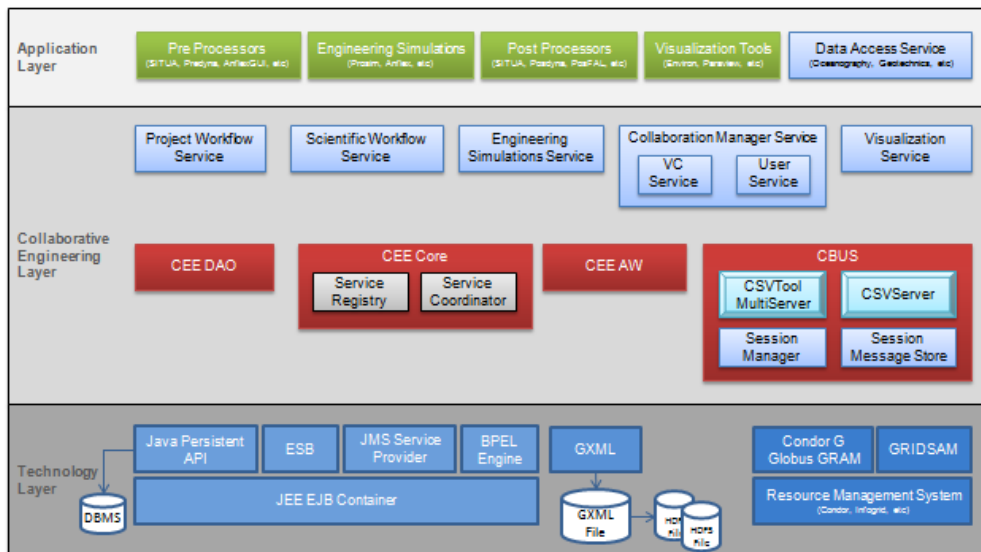 Application
Layer
Pre Processors
(SITUA, Predyna, AnflexGUI, etc)
Engineering Simulations
(Prosim, Anflex, etc)
Post Processors
(SITUA, Posdyna, PosFAL, etc)
Visualization Tools
(Environ, Paraview, etc)
Data Access Service
(Oceanography, Geotechnics, etc)
Project Workflow
Service
Scientific Workflow
Service
Engineering
Simulations Service
Collaboration Manager Service
VC
Service
User
Service
Visualization
Service
Collaborative
Engineering
Layer
CEE DAO
CEE Core
Service
Registry
Service
Coordinator
CEE AW
CBUS
CSVTool
MultiServer
CSVServer
Session
Manager
Session
Message Store
Technology
Layer
Java Persistent
API
ESB
JMS Service
Provider
BPEL
Engine
GXML
Condor G
Globus GRAM
GRIDSAM
DBMS
JEE EJB Container
GXML
File
File
File
Resource Management System
(Condor, Infogrid, etc)